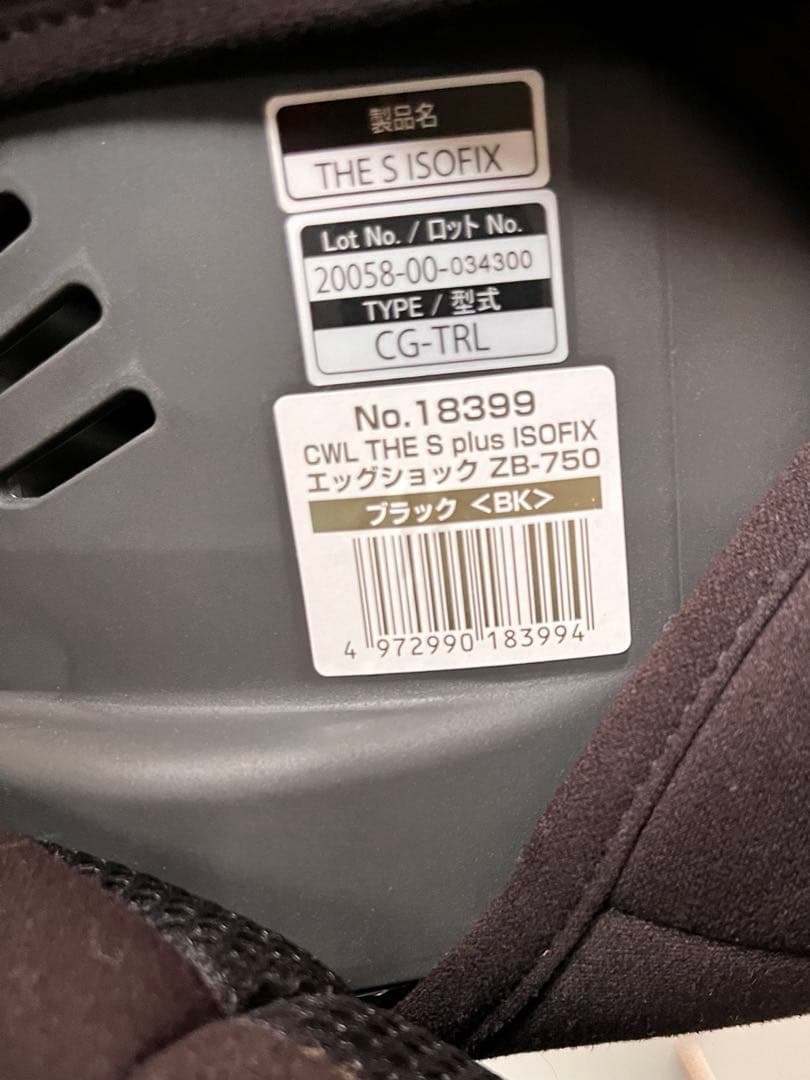 製品名
THE S ISOFIX
Lot No. / ロット No.
20058-00-034300
TYPE / 型式
CG-TRL
No.18399
CWL THE S plus ISOFIX
エッグショック ZB-750
ブラック <BK>
4 972990 183994